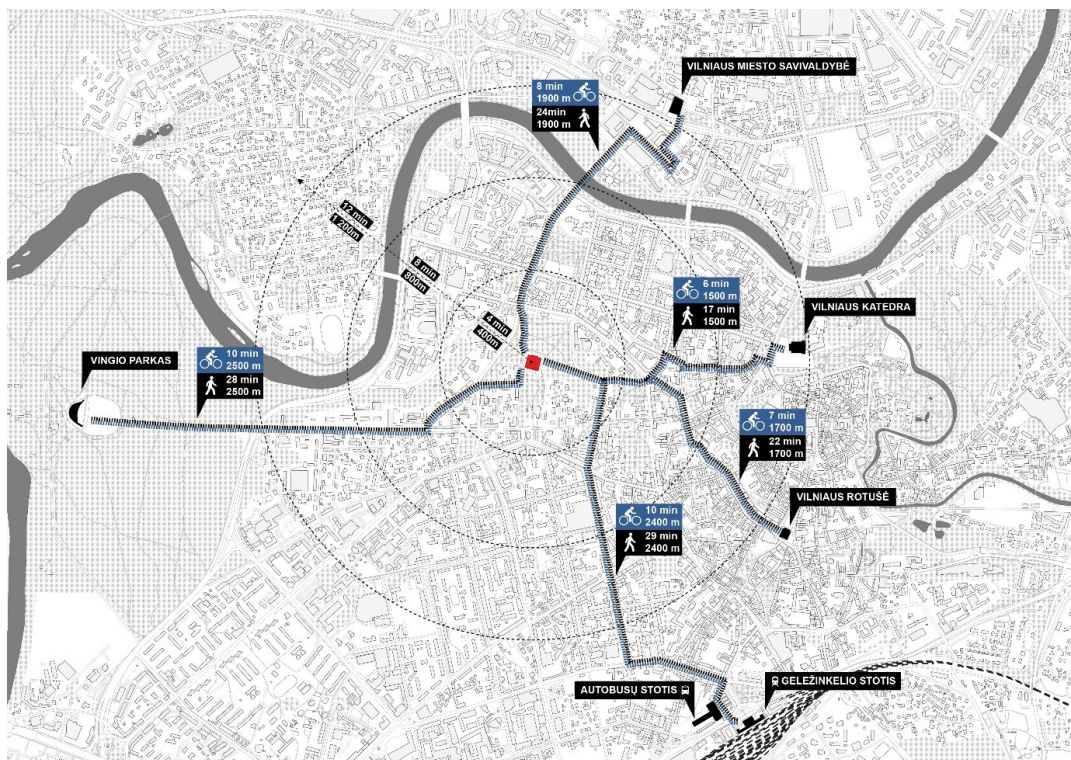 VILNIAUS MIESTO SAVIVALDYBĖ
8 min
1900 m
24min
1900 m
12 min
1 200m
8 min
800m
4 min
400m
6 min
1500 m
17 min
1500 m
VILNIAUS KATEDRA
VINGIO PARKAS
10 min
2500 m
28 min
2500 m
7 min
1700 m
22 min
1700 m
VILNIAUS ROTUŠĖ
10 min
2400 m
29 min
2400 m
AUTOBUSŲ STOTIS
GELEŽINKELIO STOTIS